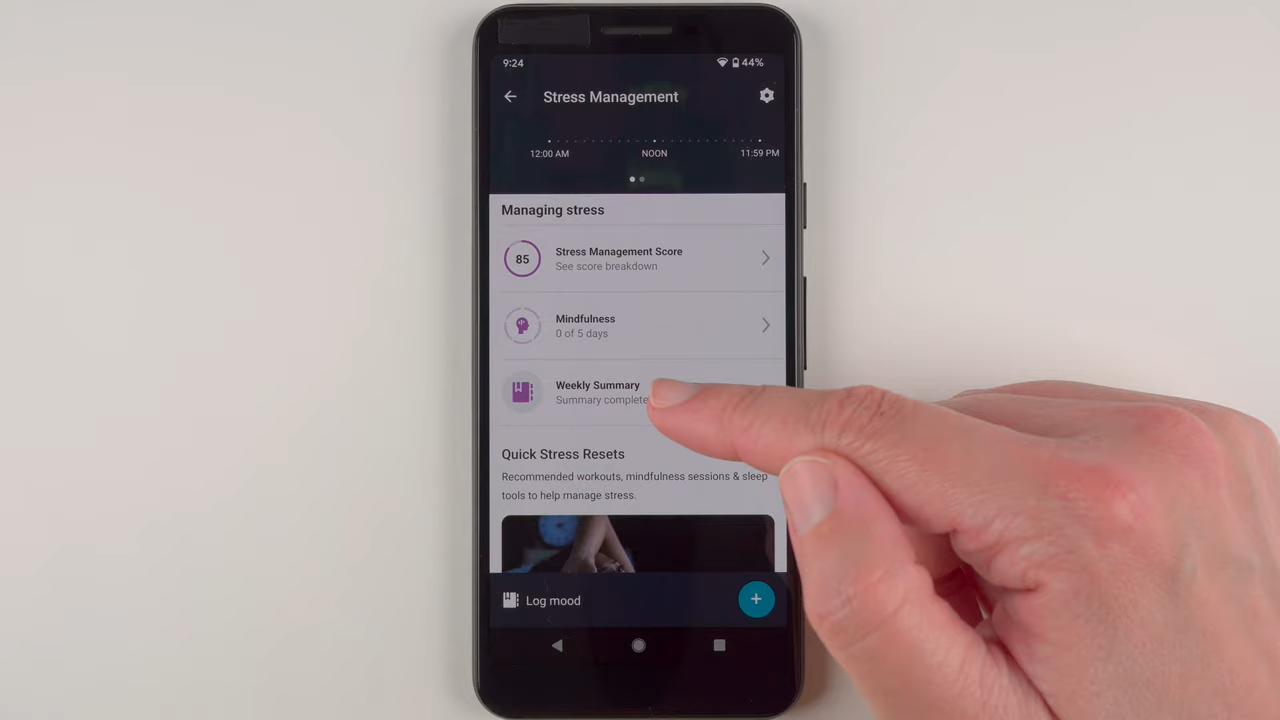 9:24
44%
Stress Management
12:00 AM
NOON
11:59 PM
Managing stress
85
Stress Management Score
See score breakdown
Mindfulness
0 of 5 days
Weekly Summary
Summary complete
Quick Stress Resets
Recommended workouts, mindfulness sessions & sleep
tools to help manage stress.
Log mood